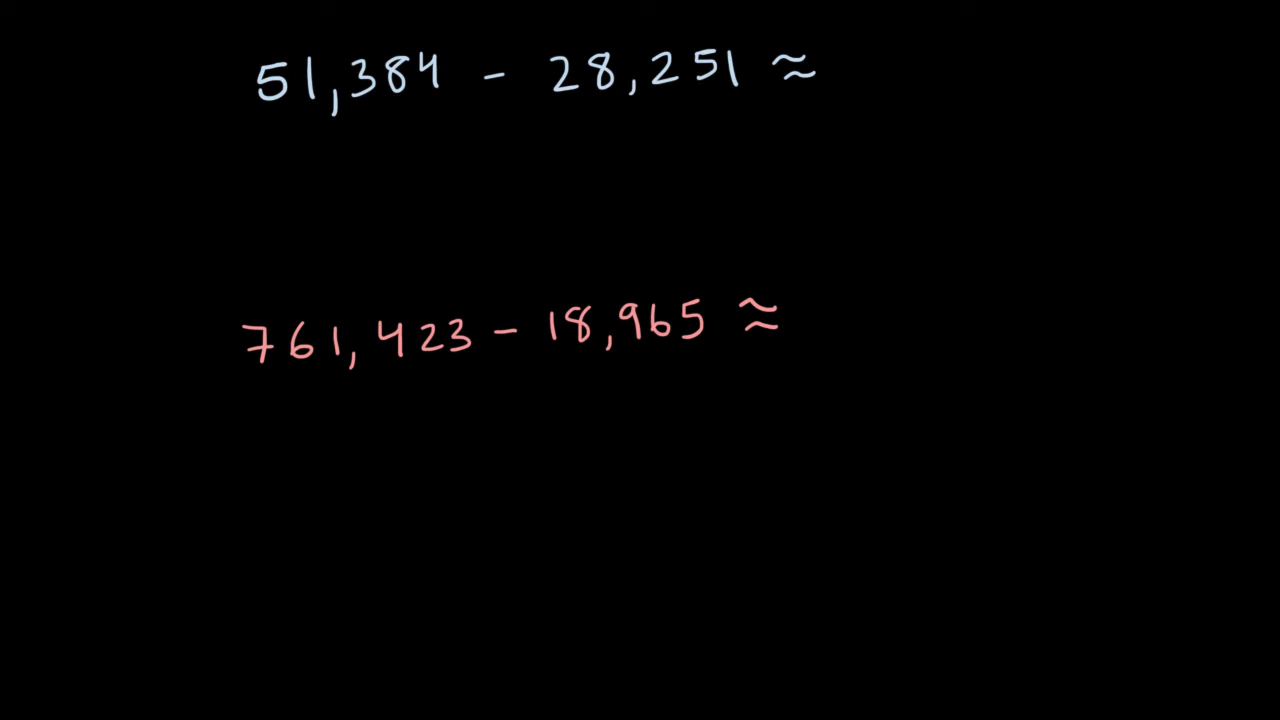 51,384 - 28,251 ≈
761,423 - 18,965 ≈